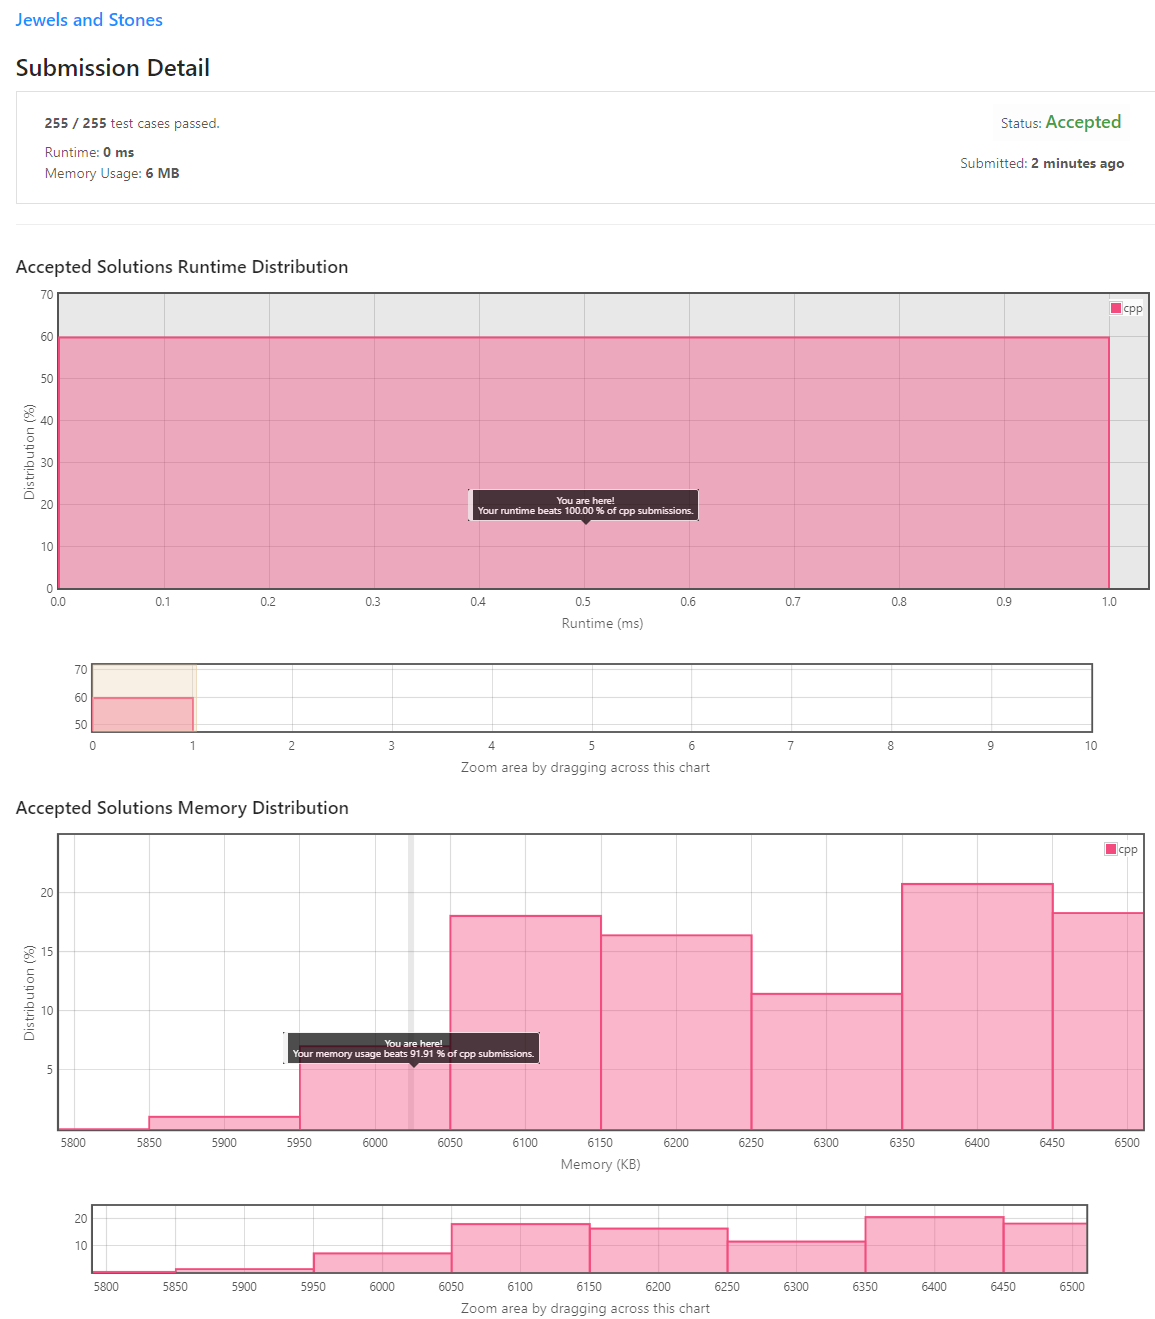 Jewels and Stones
Submission Detail
255 / 255 test cases passed.
Status: Accepted
Runtime: 0 ms
Memory Usage: 6 MB
Submitted: 2 minutes ago
Accepted Solutions Runtime Distribution
cpp
70
60
50
40
30
20
10
0
Distribution (%)
You are here!
Your runtime beats 100.00 % of cpp submissions.
0.0 0.1 0.2 0.3 0.4 0.5 0.6 0.7 0.8 0.9 1.0
Runtime (ms)
70
60
50
0 1 2 3 4 5 6 7 8 9 10
Zoom area by dragging across this chart
Accepted Solutions Memory Distribution
cpp
20
15
10
5
Distribution (%)
You are here!
Your memory usage beats 91.91 % of cpp submissions.
5800 5850 5900 5950 6000 6050 6100 6150 6200 6250 6300 6350 6400 6450 6500
Memory (KB)
20
10
5800 5850 5900 5950 6000 6050 6100 6150 6200 6250 6300 6350 6400 6450 6500
Zoom area by dragging across this chart